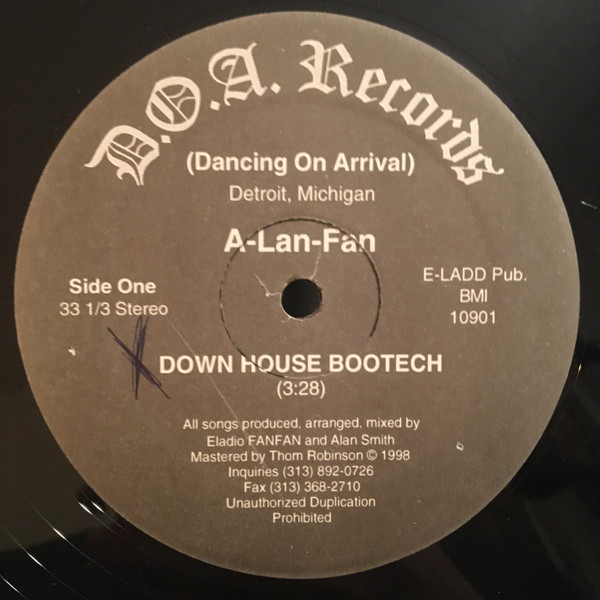 D.O.A. Records
(Dancing On Arrival)
Detroit, Michigan
A-Lan-Fan
Side One
33 1/3 Stereo
E-LADD Pub.
BMI
10901
DOWN HOUSE BOOTECH
(3:28)
All songs produced, arranged, mixed by
Eladio FANFAN and Alan Smith
Mastered by Thom Robinson © 1998
Inquiries (313) 892-0726
Fax (313) 368-2710
Unauthorized Duplication
Prohibited